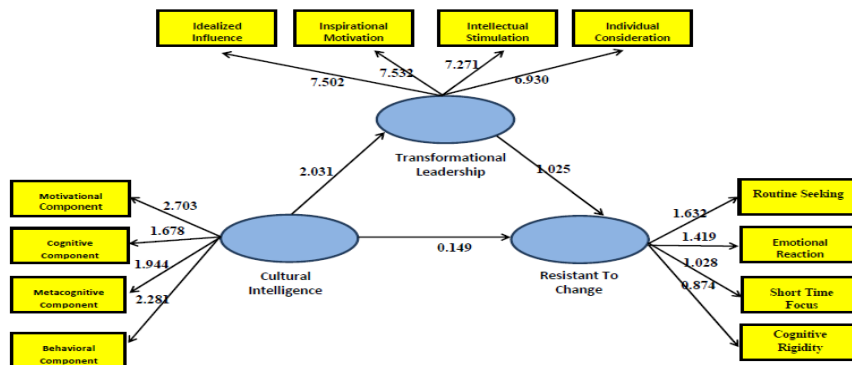 Idealized
Influence
Inspirational
Motivation
Intellectual
Stimulation
Individual
Consideration
7.502
7.532
7.271
6.930
Transformational
Leadership
2.031
1.025
Motivational
Component
Cognitive
Component
Metacognitive
Component
Behavioral
Component
2.703
1.678
1.944
2.281
Cultural
Intelligence
0.149
Resistant To
Change
1.632
1.419
1.028
0.874
Routine Seeking
Emotional
Reaction
Short Time
Focus
Cognitive
Rigidity